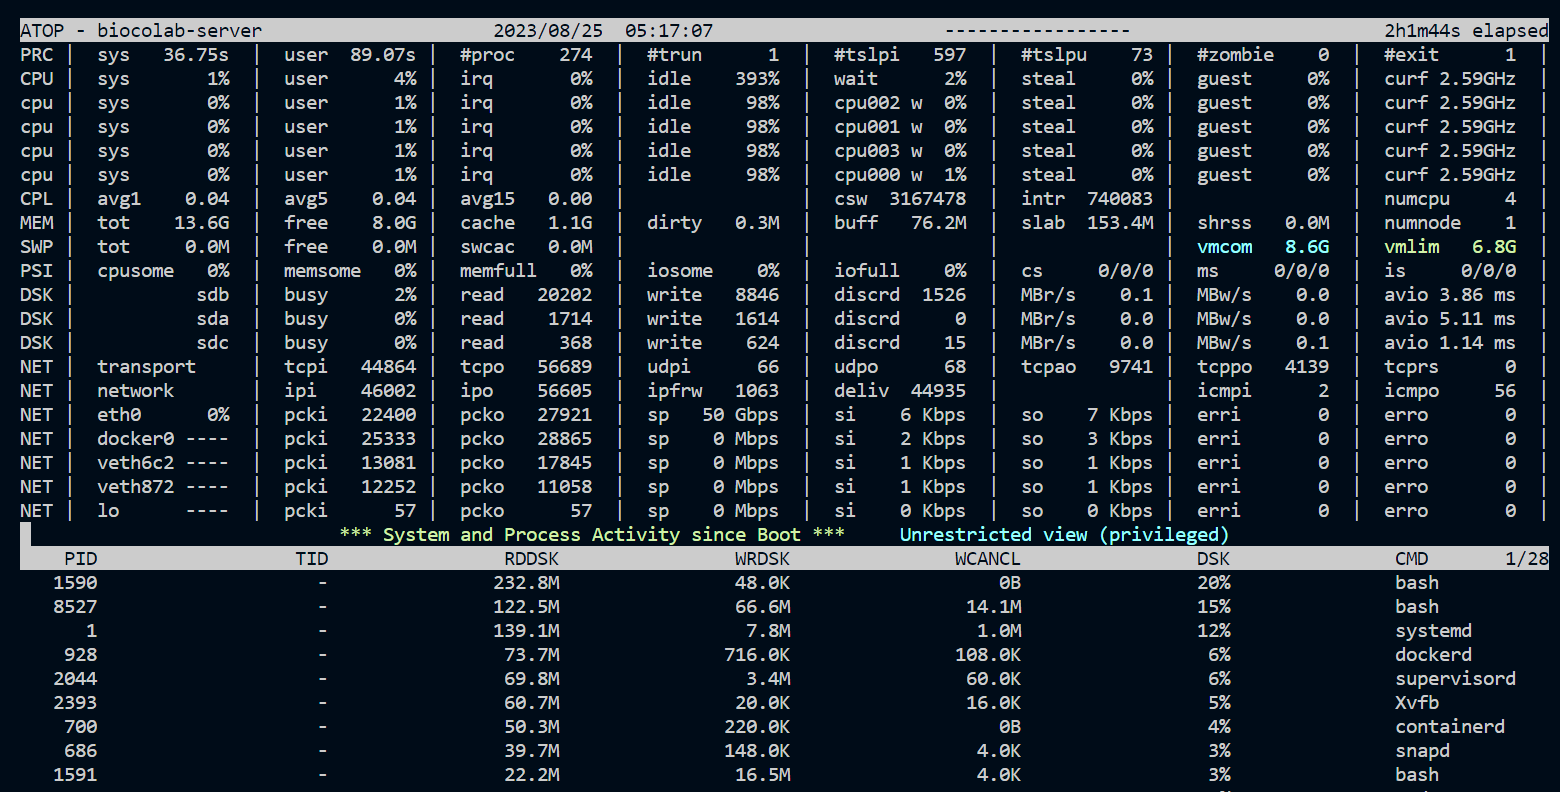 ATOP - biocolab-server 2023/08/25 05:17:07 ----------------- 2h1m44s elapsed
PRC | sys 36.75s | user 89.07s | #proc 274 | #trun 1 | #tslpi 597 | #tslpu 73 | #zombie 0 | #exit 1 |
CPU | sys 1% | user 4% | irq 0% | idle 393% | wait 2% | steal 0% | guest 0% | curf 2.59GHz |
cpu | sys 0% | user 1% | irq 0% | idle 98% | cpu002 w 0% | steal 0% | guest 0% | curf 2.59GHz |
cpu | sys 0% | user 1% | irq 0% | idle 98% | cpu001 w 0% | steal 0% | guest 0% | curf 2.59GHz |
cpu | sys 0% | user 1% | irq 0% | idle 98% | cpu003 w 0% | steal 0% | guest 0% | curf 2.59GHz |
cpu | sys 0% | user 1% | irq 0% | idle 98% | cpu000 w 1% | steal 0% | guest 0% | curf 2.59GHz |
CPL | avg1 0.04 | avg5 0.04 | avg15 0.00 | | csw 3167478 | intr 740083 | | numcpu 4 |
MEM | tot 13.6G | free 8.0G | cache 1.1G | dirty 0.3M | buff 76.2M | slab 153.4M | shrss 0.0M | numnode 1 |
SWP | tot 0.0M | free 0.0M | swcac 0.0M | | | | vmcom 8.6G | vmlim 6.8G |
PSI | cpusome 0% | memsome 0% | memfull 0% | iosome 0% | iofull 0% | cs 0/0/0 | ms 0/0/0 | is 0/0/0 |
DSK | sdb | busy 2% | read 20202 | write 8846 | discrd 1526 | MBr/s 0.1 | MBw/s 0.0 | avio 3.86 ms |
DSK | sda | busy 0% | read 1714 | write 1614 | discrd 0 | MBr/s 0.0 | MBw/s 0.0 | avio 5.11 ms |
DSK | sdc | busy 0% | read 368 | write 624 | discrd 15 | MBr/s 0.0 | MBw/s 0.1 | avio 1.14 ms |
NET | transport | tcpi 44864 | tcpo 56689 | udpi 66 | udpo 68 | tcpao 9741 | tcppo 4139 | tcprs 0 |
NET | network | ipi 46002 | ipo 56605 | ipfrw 1063 | deliv 44935 | | icmpi 2 | icmpo 56 |
NET | eth0 0% | pcki 22400 | pcko 27921 | sp 50 Gbps | si 6 Kbps | so 7 Kbps | erri 0 | erro 0 |
NET | docker0 ---- | pcki 25333 | pcko 28865 | sp 0 Mbps | si 2 Kbps | so 3 Kbps | erri 0 | erro 0 |
NET | veth6c2 ---- | pcki 13081 | pcko 17845 | sp 0 Mbps | si 1 Kbps | so 1 Kbps | erri 0 | erro 0 |
NET | veth872 ---- | pcki 12252 | pcko 11058 | sp 0 Mbps | si 1 Kbps | so 1 Kbps | erri 0 | erro 0 |
NET | lo ---- | pcki 57 | pcko 57 | sp 0 Mbps | si 0 Kbps | so 0 Kbps | erri 0 | erro 0 |
*** System and Process Activity since Boot *** Unrestricted view (privileged)
PID TID RDDSK WRDSK WCANCL DSK CMD 1/28
1590 - 232.8M 48.0K 0B 20% bash
8527 - 122.5M 66.6M 14.1M 15% bash
1 - 139.1M 7.8M 1.0M 12% systemd
928 - 73.7M 716.0K 108.0K 6% dockerd
2044 - 69.8M 3.4M 60.0K 6% supervisord
2393 - 60.7M 20.0K 16.0K 5% Xvfb
700 - 50.3M 220.0K 0B 4% containerd
686 - 39.7M 148.0K 4.0K 3% snapd
1591 - 22.2M 16.5M 4.0K 3% bash